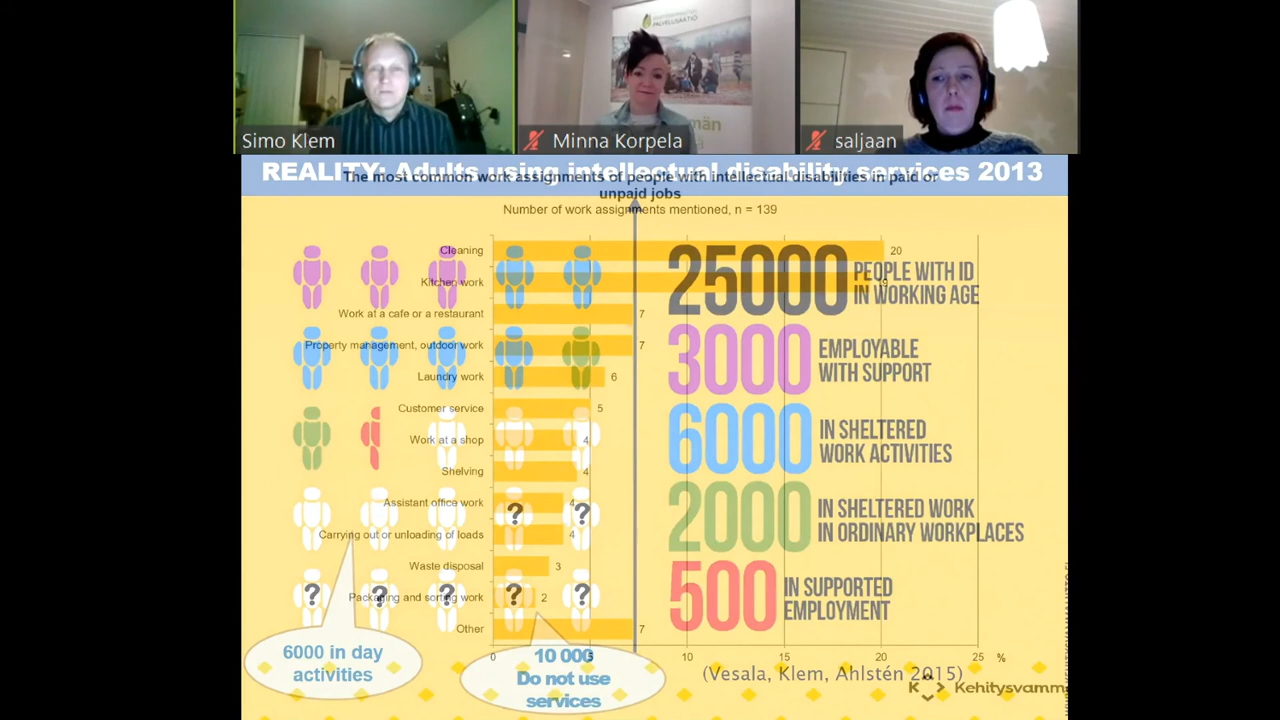 PALVELUSÄÄTIÖ
män
Simo Klem
Minna Korpela
saljaan
REALITY: Adults using intellectual disability services 2013
The most common work assignments of people with intellectual disabilities in paid or
unpaid jobs
Number of work assignments mentioned, n = 139
Cleaning 20
Kitchen work 19
Work at a cafe or a restaurant 7
Property management, outdoor work 7
Laundry work 6
Customer service 5
Work at a shop 4
Shelving 4
Assistant office work 4
Carrying out or unloading of loads 4
Waste disposal 3
Packaging and sorting work 2
Other 7
0 5 10 15 20 25 %
25000 PEOPLE WITH ID
IN WORKING AGE
3000 EMPLOYABLE
WITH SUPPORT
6000 IN SHELTERED
WORK ACTIVITIES
2000 IN SHELTERED WORK
IN ORDINARY WORKPLACES
500 IN SUPPORTED
EMPLOYMENT
? ?
? ? ? ? ?
6000 in day
activities
10 000
Do not use
services
(Vesala, Klem, Ahlstén 2015)
Kehitysvamm